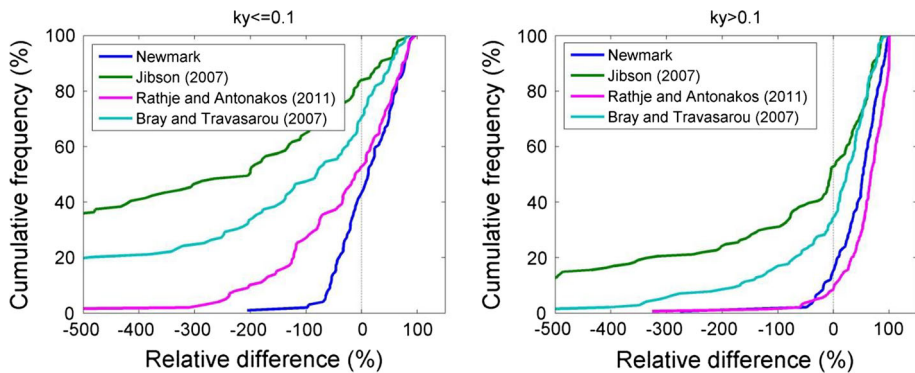 ky<=0.1
Cumulative frequency (%)
100
80
60
40
20
0
Newmark
Jibson (2007)
Rathje and Antonakos (2011)
Bray and Travasarou (2007)
-500 -400 -300 -200 -100 0 100
Relative difference (%)
ky>0.1
Cumulative frequency (%)
100
80
60
40
20
0
Newmark
Jibson (2007)
Rathje and Antonakos (2011)
Bray and Travasarou (2007)
-500 -400 -300 -200 -100 0 100
Relative difference (%)